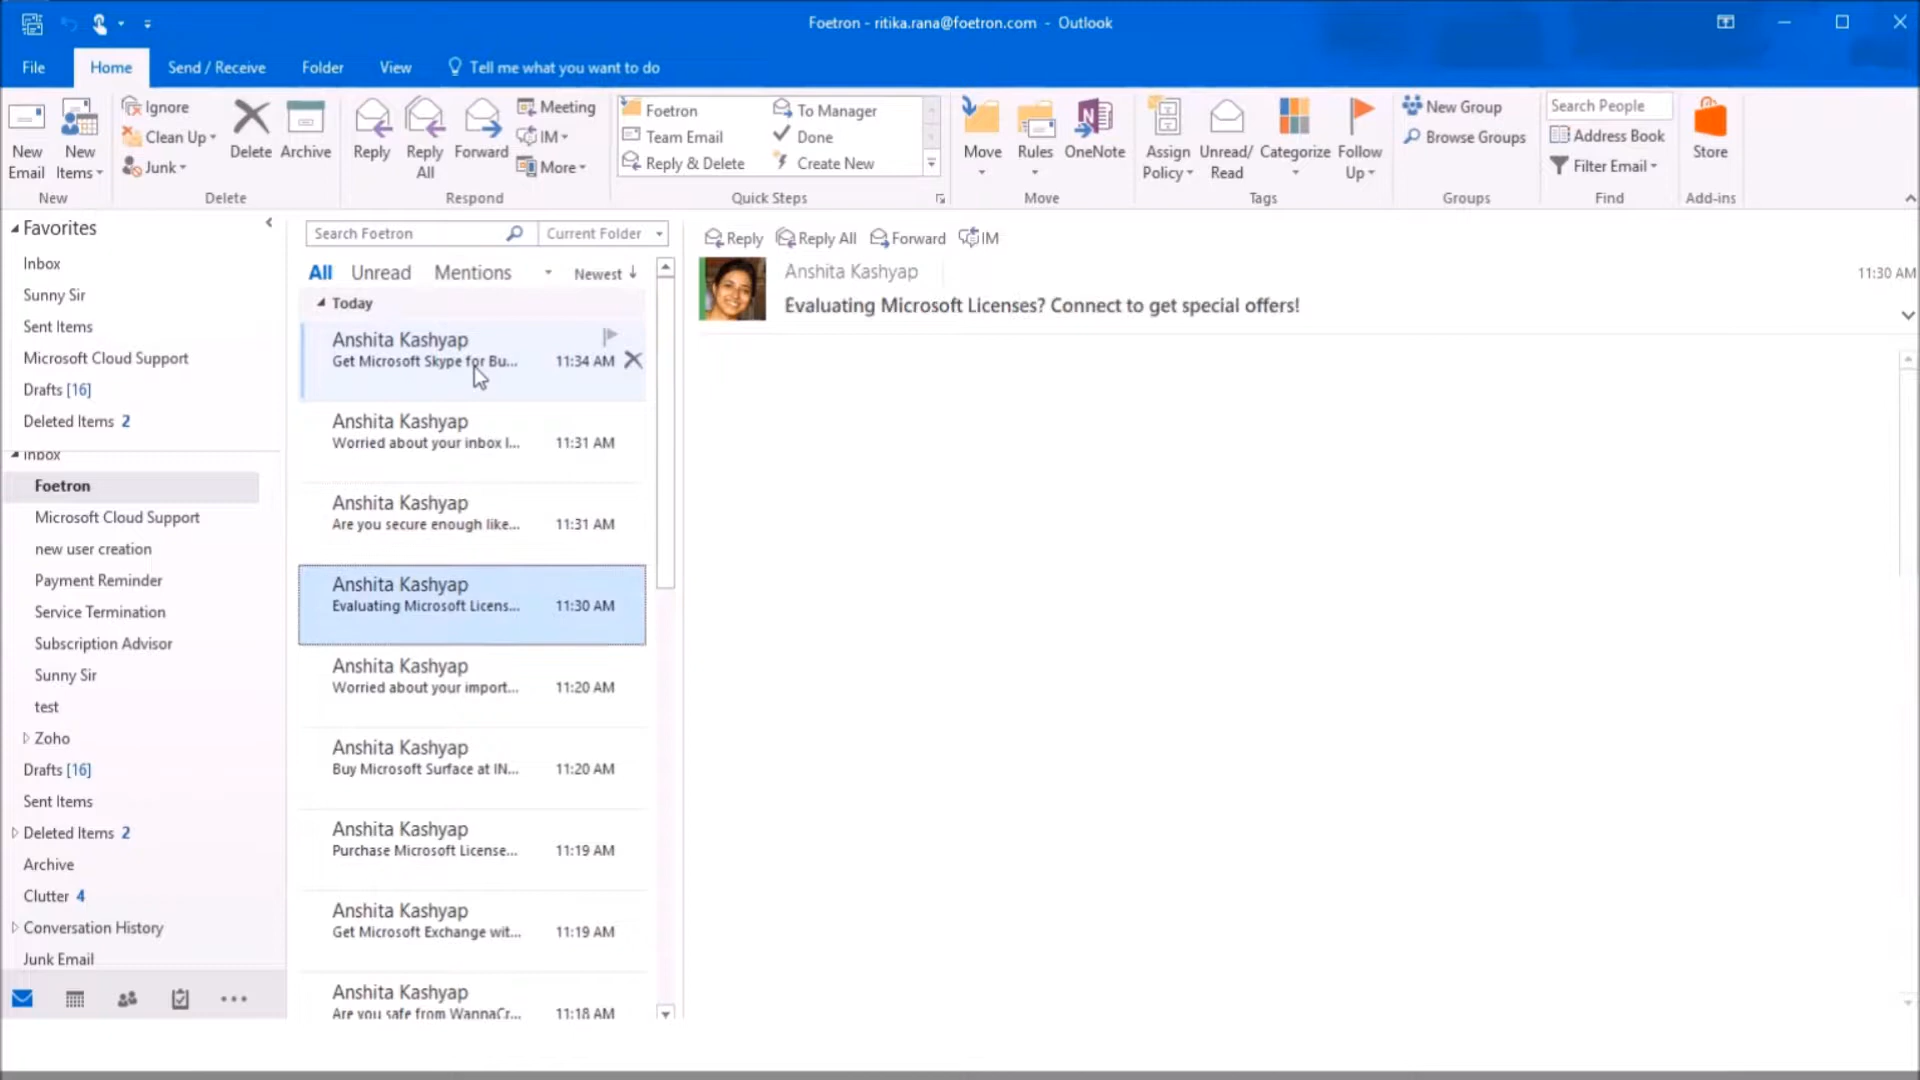 Foetron - ritika.rana@foetron.com - Outlook
File Home Send / Receive Folder View Tell me what you want to do
New Email
New Items
New
Ignore
Clean Up
Junk
Delete
Archive
Delete
Reply
Reply All
Forward
Meeting
IM
More
Respond
Foetron
Team Email
Reply & Delete
To Manager
Done
Create New
Quick Steps
Move
Rules
OneNote
Move
Assign Policy
Unread/ Read
Categorize
Follow Up
Tags
New Group
Browse Groups
Groups
Search People
Address Book
Filter Email
Find
Store
Add-ins
Favorites
Inbox
Sunny Sir
Sent Items
Microsoft Cloud Support
Drafts [16]
Deleted Items 2
Inbox
Foetron
Microsoft Cloud Support
new user creation
Payment Reminder
Service Termination
Subscription Advisor
Sunny Sir
test
Zoho
Drafts [16]
Sent Items
Deleted Items 2
Archive
Clutter 4
Conversation History
Junk Email
Search Foetron Current Folder
All Unread Mentions Newest
Today
Anshita Kashyap
Get Microsoft Skype for Bu... 11:34 AM
Anshita Kashyap
Worried about your inbox l... 11:31 AM
Anshita Kashyap
Are you secure enough like... 11:31 AM
Anshita Kashyap
Evaluating Microsoft Licens... 11:30 AM
Anshita Kashyap
Worried about your import... 11:20 AM
Anshita Kashyap
Buy Microsoft Surface at IN... 11:20 AM
Anshita Kashyap
Purchase Microsoft License... 11:19 AM
Anshita Kashyap
Get Microsoft Exchange wit... 11:19 AM
Anshita Kashyap
Are you safe from WannaCr... 11:18 AM
Reply Reply All Forward IM
Anshita Kashyap 11:30 AM
Evaluating Microsoft Licenses? Connect to get special offers!